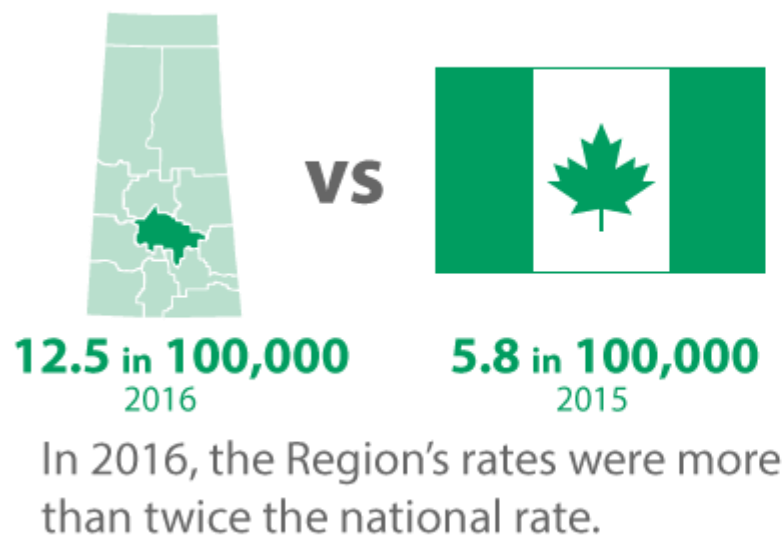 vs
12.5 in 100,000
2016
5.8 in 100,000
2015
In 2016, the Region’s rates were more
than twice the national rate.